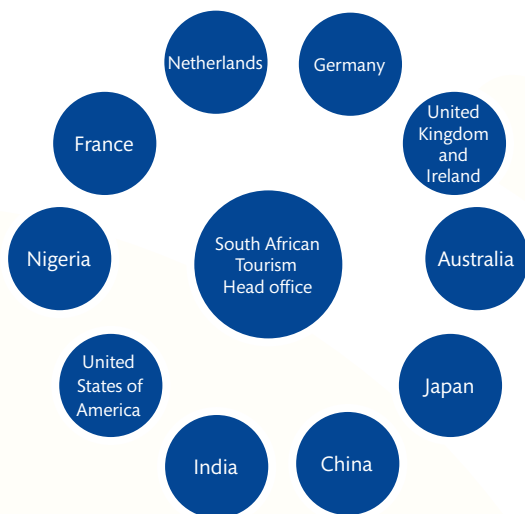 Netherlands
Germany
United
Kingdom
and
Ireland
France
South African
Tourism
Head office
Nigeria
Australia
United
States of
America
Japan
India
China